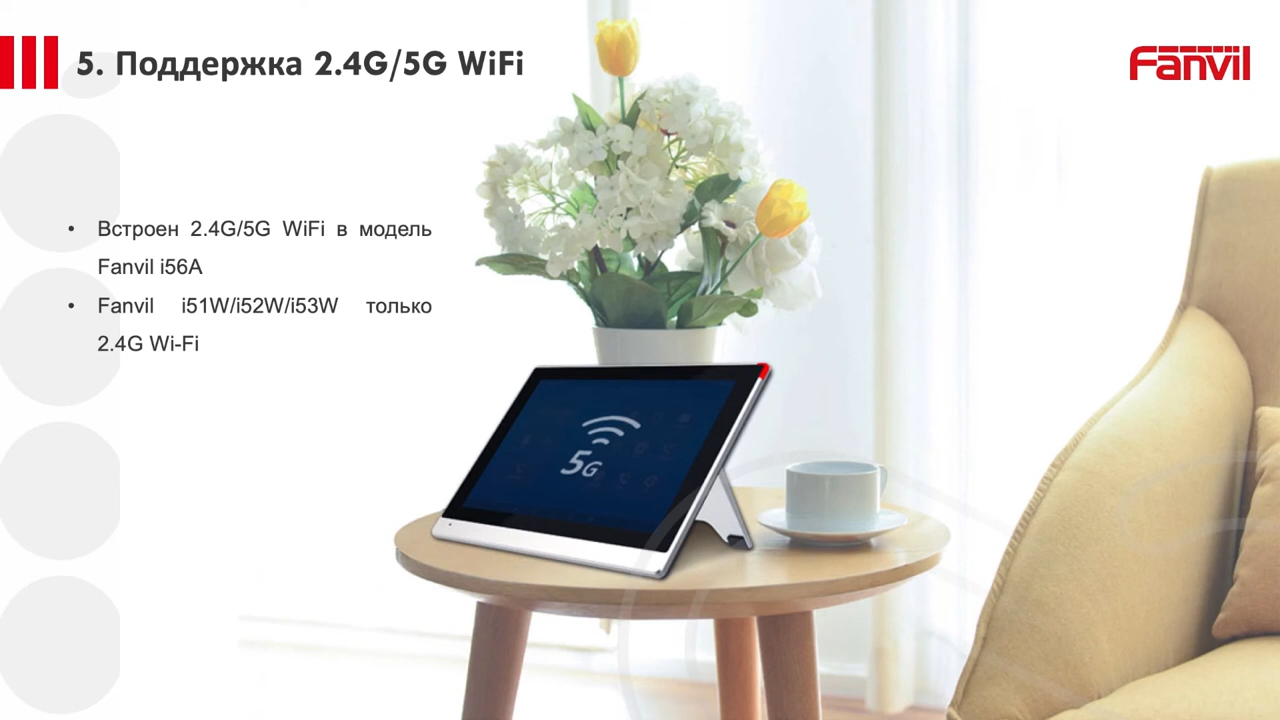 5. Поддержка 2.4G/5G WiFi
Fanvil
• Встроен 2.4G/5G WiFi в модель
Fanvil i56A
• Fanvil i51W/i52W/i53W только
2.4G Wi-Fi
5G